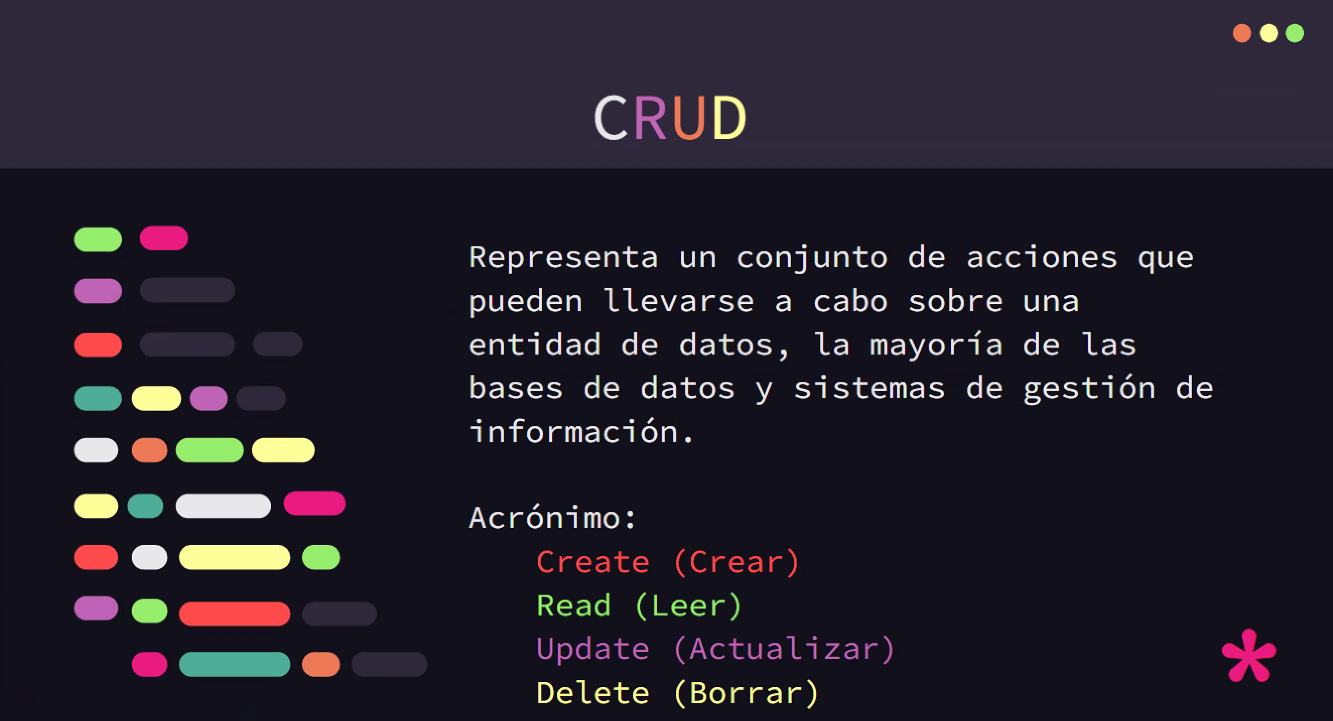 CRUD
Representa un conjunto de acciones que
pueden llevarse a cabo sobre una
entidad de datos, la mayoría de las
bases de datos y sistemas de gestión de
información.
Acrónimo:
Create (Crear)
Read (Leer)
Update (Actualizar)
Delete (Borrar)